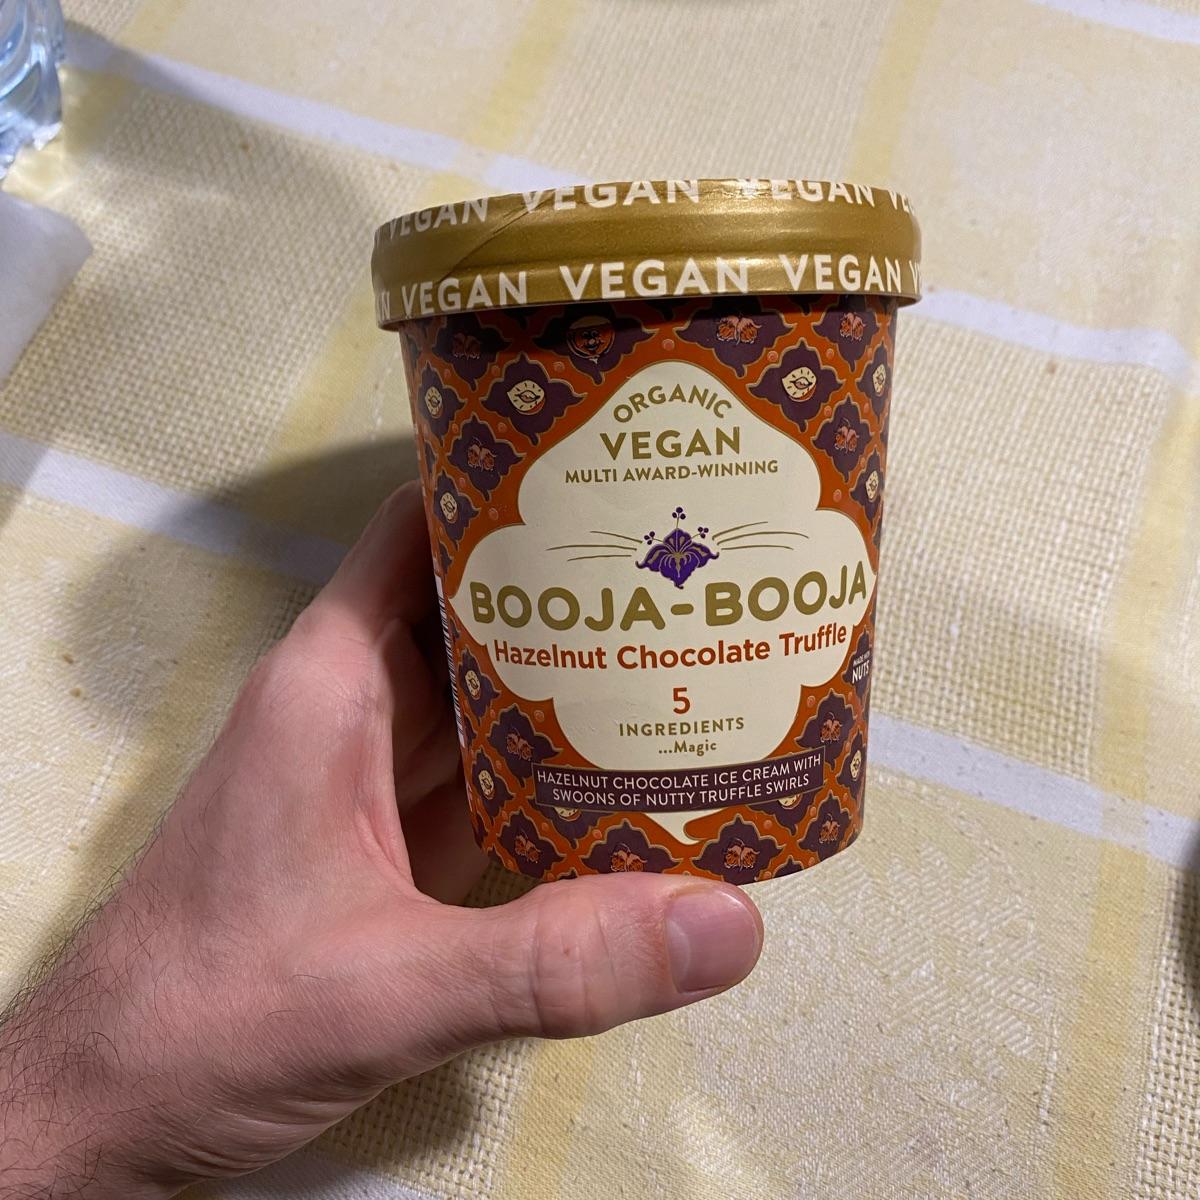 VEGAN VEGAN VEGAN
VEGAN VEGAN VEGAN
ORGANIC
VEGAN
MULTI AWARD-WINNING
BOOJA-BOOJA
Hazelnut Chocolate Truffle
5
INGREDIENTS
...Magic
HAZELNUT CHOCOLATE ICE CREAM WITH
SWOONS OF NUTTY TRUFFLE SWIRLS
NUTS